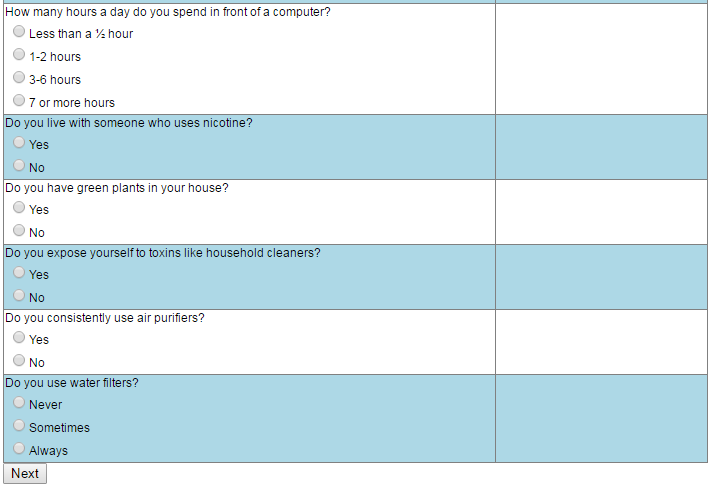 How many hours a day do you spend in front of a computer?
Less than a ½ hour
1-2 hours
3-6 hours
7 or more hours
Do you live with someone who uses nicotine?
Yes
No
Do you have green plants in your house?
Yes
No
Do you expose yourself to toxins like household cleaners?
Yes
No
Do you consistently use air purifiers?
Yes
No
Do you use water filters?
Never
Sometimes
Always
Next